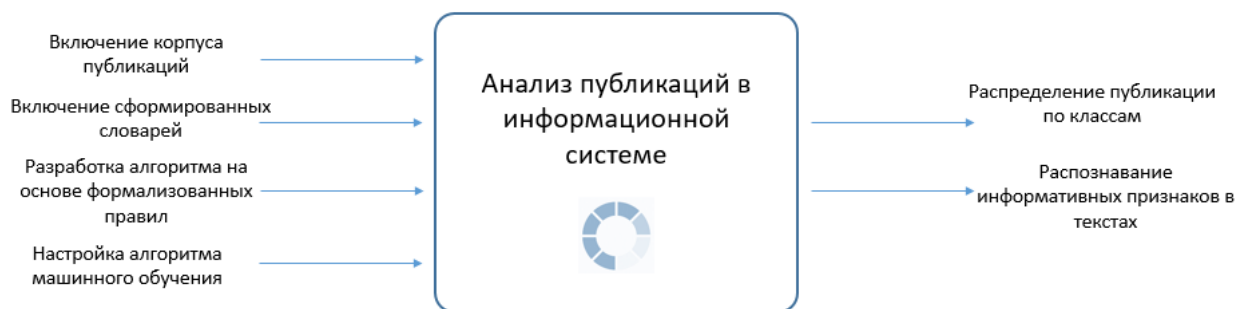 Включение корпуса
публикаций
Включение сформированных
словарей
Разработка алгоритма на
основе формализованных
правил
Настройка алгоритма
машинного обучения
Анализ публикаций в
информационной
системе
Распределение публикации
по классам
Распознавание
информативных признаков в
текстах